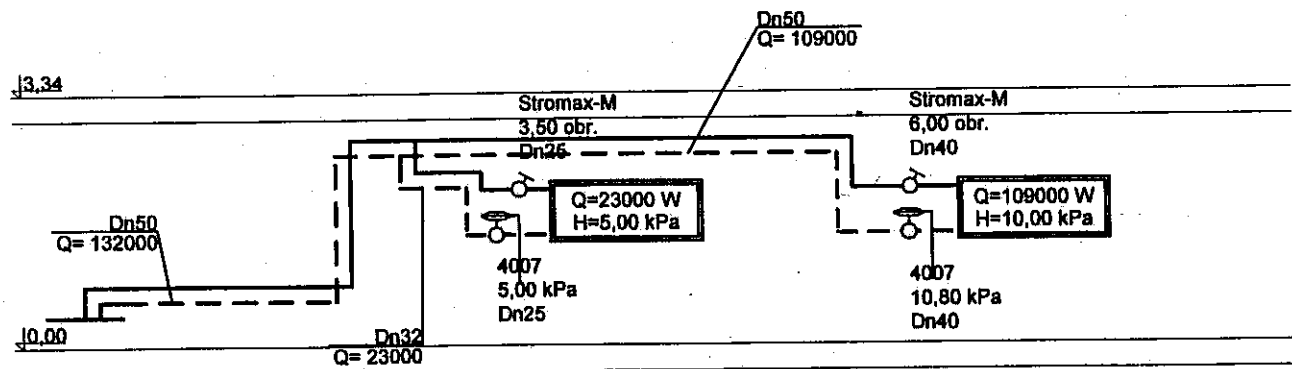 Dn50
Q= 109000
3,34
Stromax-M
3,50 obr.
Dn25
Stromax-M
6,00 obr.
Dn40
Q=23000 W
H=5,00 kPa
Q=109000 W
H=10,00 kPa
Dn50
Q= 132000
4007
5,00 kPa
Dn25
4007
10,80 kPa
Dn40
0,00
Dn32
Q= 23000